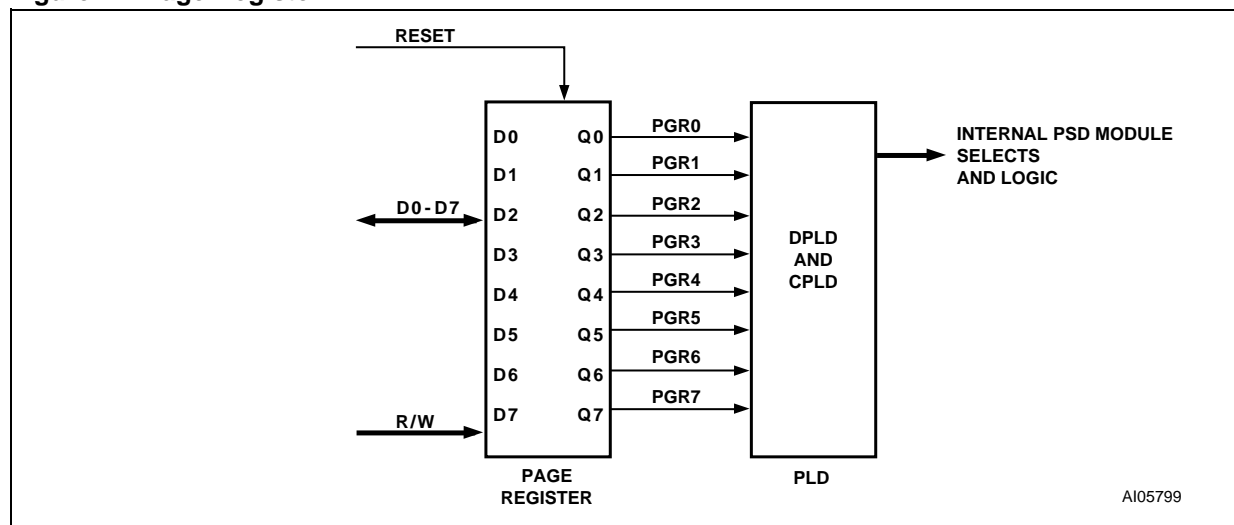 RESET
D0 Q0 PGR0
D1 Q1 PGR1
D0-D7 D2 Q2 PGR2
D3 Q3 PGR3
D4 Q4 PGR4
D5 Q5 PGR5
D6 Q6 PGR6
R/W D7 Q7 PGR7
DPLD
AND
CPLD
INTERNAL PSD MODULE
SELECTS
AND LOGIC
PAGE
REGISTER
PLD
AI05799